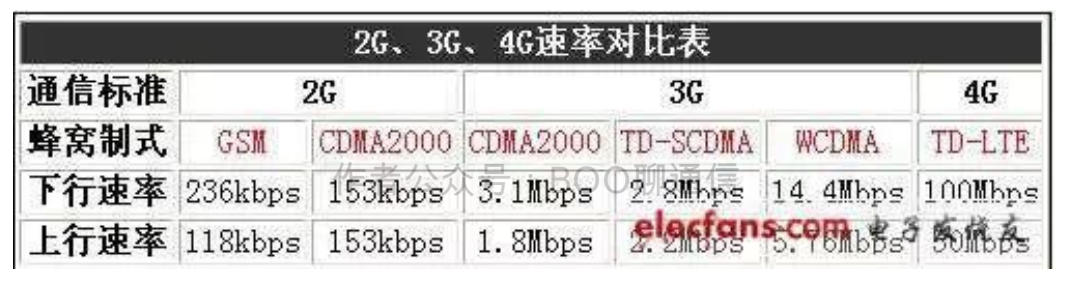 2G、3G、4G速率对比表
通信标准 2G 3G 4G
蜂窝制式 GSM CDMA2000 CDMA2000 TD-SCDMA WCDMA TD-LTE
作者公众号:BOO聊通信
下行速率 236kbps 153kbps 3.1Mbps 2.8Mbps 14.4Mbps 100Mbps
elecfans.com 电子发烧友
上行速率 118kbps 153kbps 1.8Mbps 2.2Mbps 5.76Mbps 50Mbps